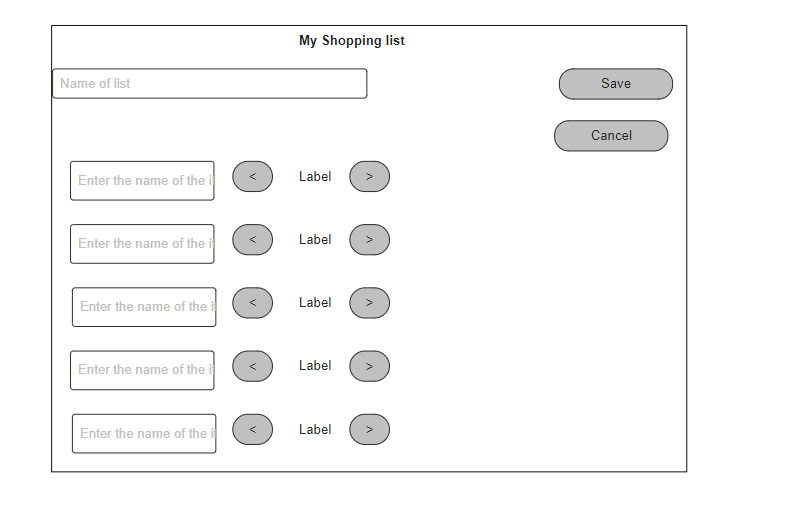 My Shopping list
Name of list
Save
Cancel
Enter the name of the i
< Label >
Enter the name of the i
< Label >
Enter the name of the i
< Label >
Enter the name of the i
< Label >
Enter the name of the i
< Label >